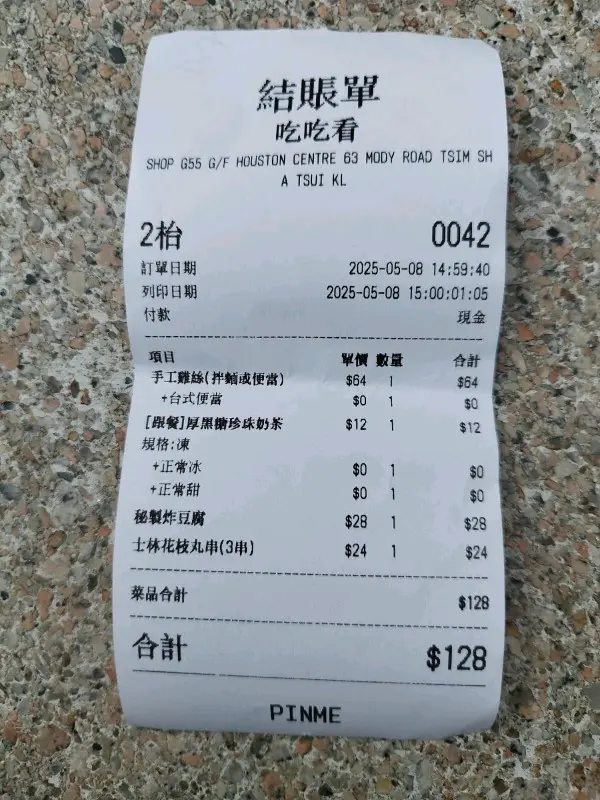 結賬單
吃吃看
SHOP G55 G/F HOUSTON CENTRE 63 MODY ROAD TSIM SH
A TSUI KL
2枱 0042
訂單日期 2025-05-08 14:59:40
列印日期 2025-05-08 15:00:01:05
付款 現金
項目 單價 數量 合計
手工雞絲(拌麵或便當) $64 1 $64
+台式便當 $0 1 $0
[跟餐]厚黑糖珍珠奶茶 $12 1 $12
規格:凍
+正常冰 $0 1 $0
+正常甜 $0 1 $0
秘製炸豆腐 $28 1 $28
士林花枝丸串(3串) $24 1 $24
菜品合計 $128
合計 $128
PINME